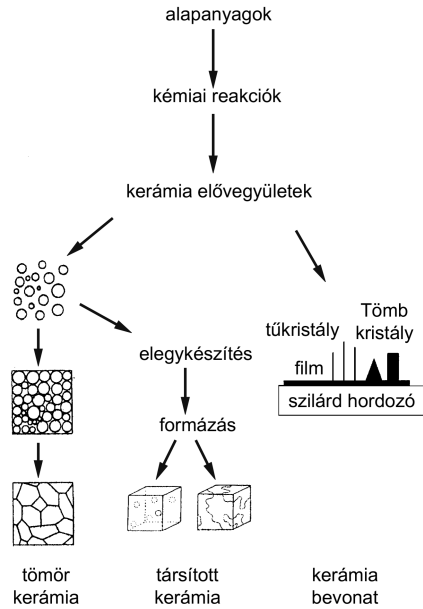 alapanyagok
kémiai reakciók
kerámia elővegyületek
elegykészítés
formázás
tűkristály
Tömb
kristály
film
szilárd hordozó
tömör
kerámia
társított
kerámia
kerámia
bevonat